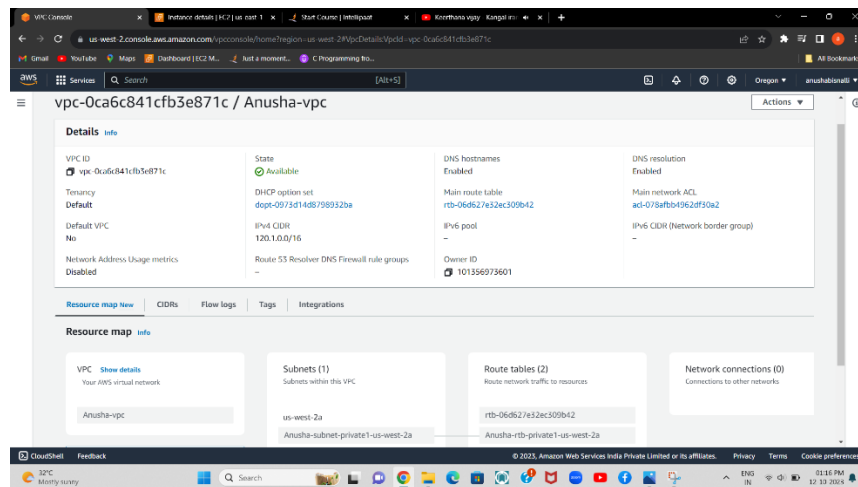 VPC Console
Instance details | EC2 | us-east-1
Start Course | Intellipaat
Keerthana vijay Kangal iran
us-west-2.console.aws.amazon.com/vpcconsole/home?region=us-west-2#VpcDetails:VpcId=vpc-0ca6c841cfb3e871c
Gmail YouTube Maps Dashboard | EC2 M... Just a moment... C Programming fro... All Bookmarks
aws Services Search [Alt+S] Oregon anushabisnalli
vpc-0ca6c841cfb3e871c / Anusha-vpc
Actions
Details Info
VPC ID
vpc-0ca6c841cfb3e871c
State
Available
DNS hostnames
Enabled
DNS resolution
Enabled
Tenancy
Default
DHCP option set
dopt-0973d14d8798932ba
Main route table
rtb-06d627e32ec309b42
Main network ACL
acl-078afbb4962df30a2
Default VPC
No
IPv4 CIDR
120.1.0.0/16
IPv6 pool
–
IPv6 CIDR (Network border group)
–
Network Address Usage metrics
Disabled
Route 53 Resolver DNS Firewall rule groups
–
Owner ID
101356973601
Resource map New CIDRs Flow logs Tags Integrations
Resource map Info
VPC Show details
Your AWS virtual network
Anusha-vpc
Subnets (1)
Subnets within this VPC
us-west-2a
Anusha-subnet-private1-us-west-2a
Route tables (2)
Route network traffic to resources
rtb-06d627e32ec309b42
Anusha-rtb-private1-us-west-2a
Network connections (0)
Connections to other networks
CloudShell Feedback © 2023, Amazon Web Services India Private Limited or its affiliates. Privacy Terms Cookie preferences
32°C
Mostly sunny
Search
ENG
IN
01:16 PM
12-10-2023